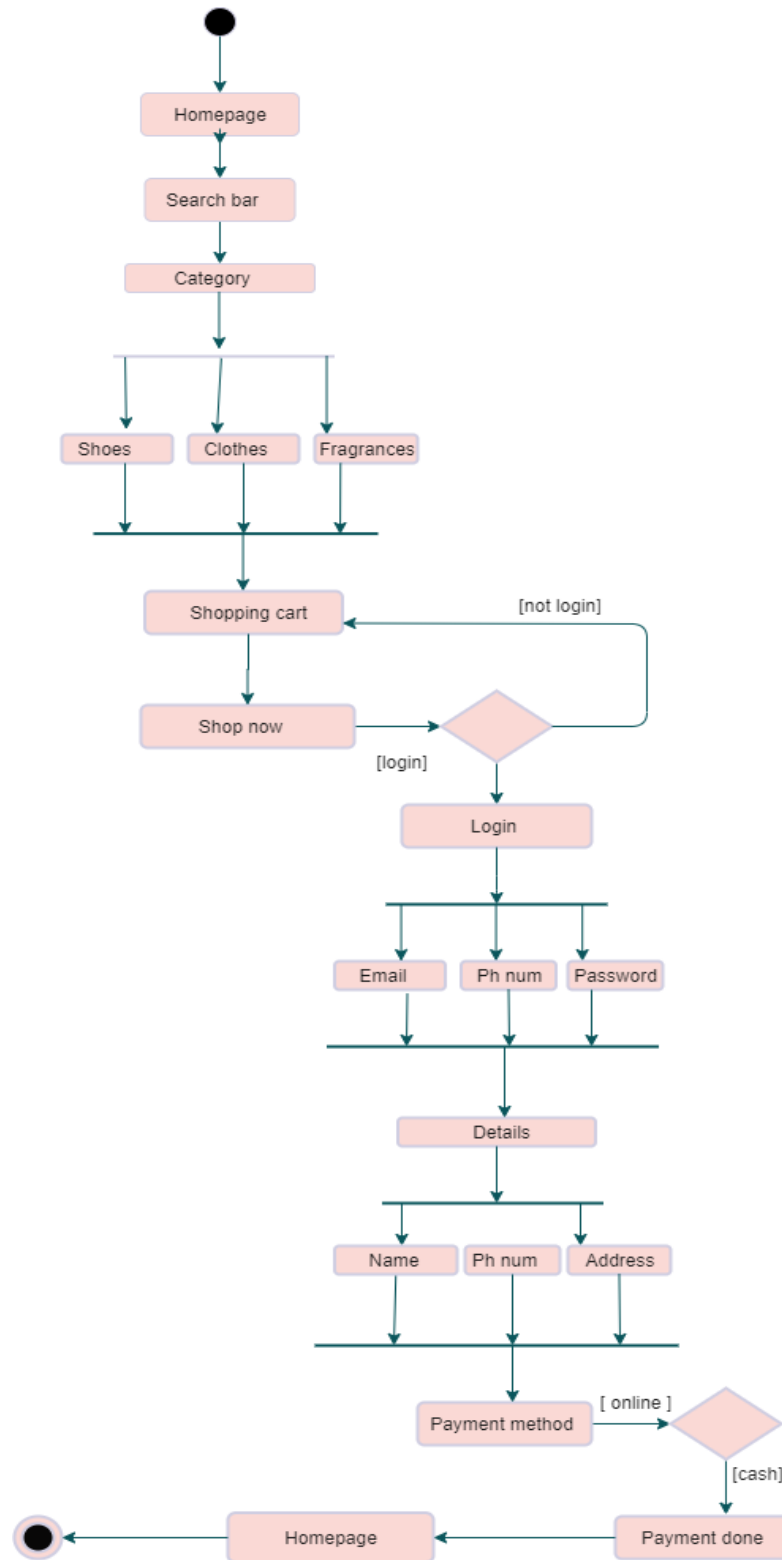 Homepage
Search bar
Category
Shoes
Clothes
Fragrances
Shopping cart
[not login]
Shop now
[login]
Login
Email
Ph num
Password
Details
Name
Ph num
Address
Payment method
[ online ]
[cash]
Homepage
Payment done